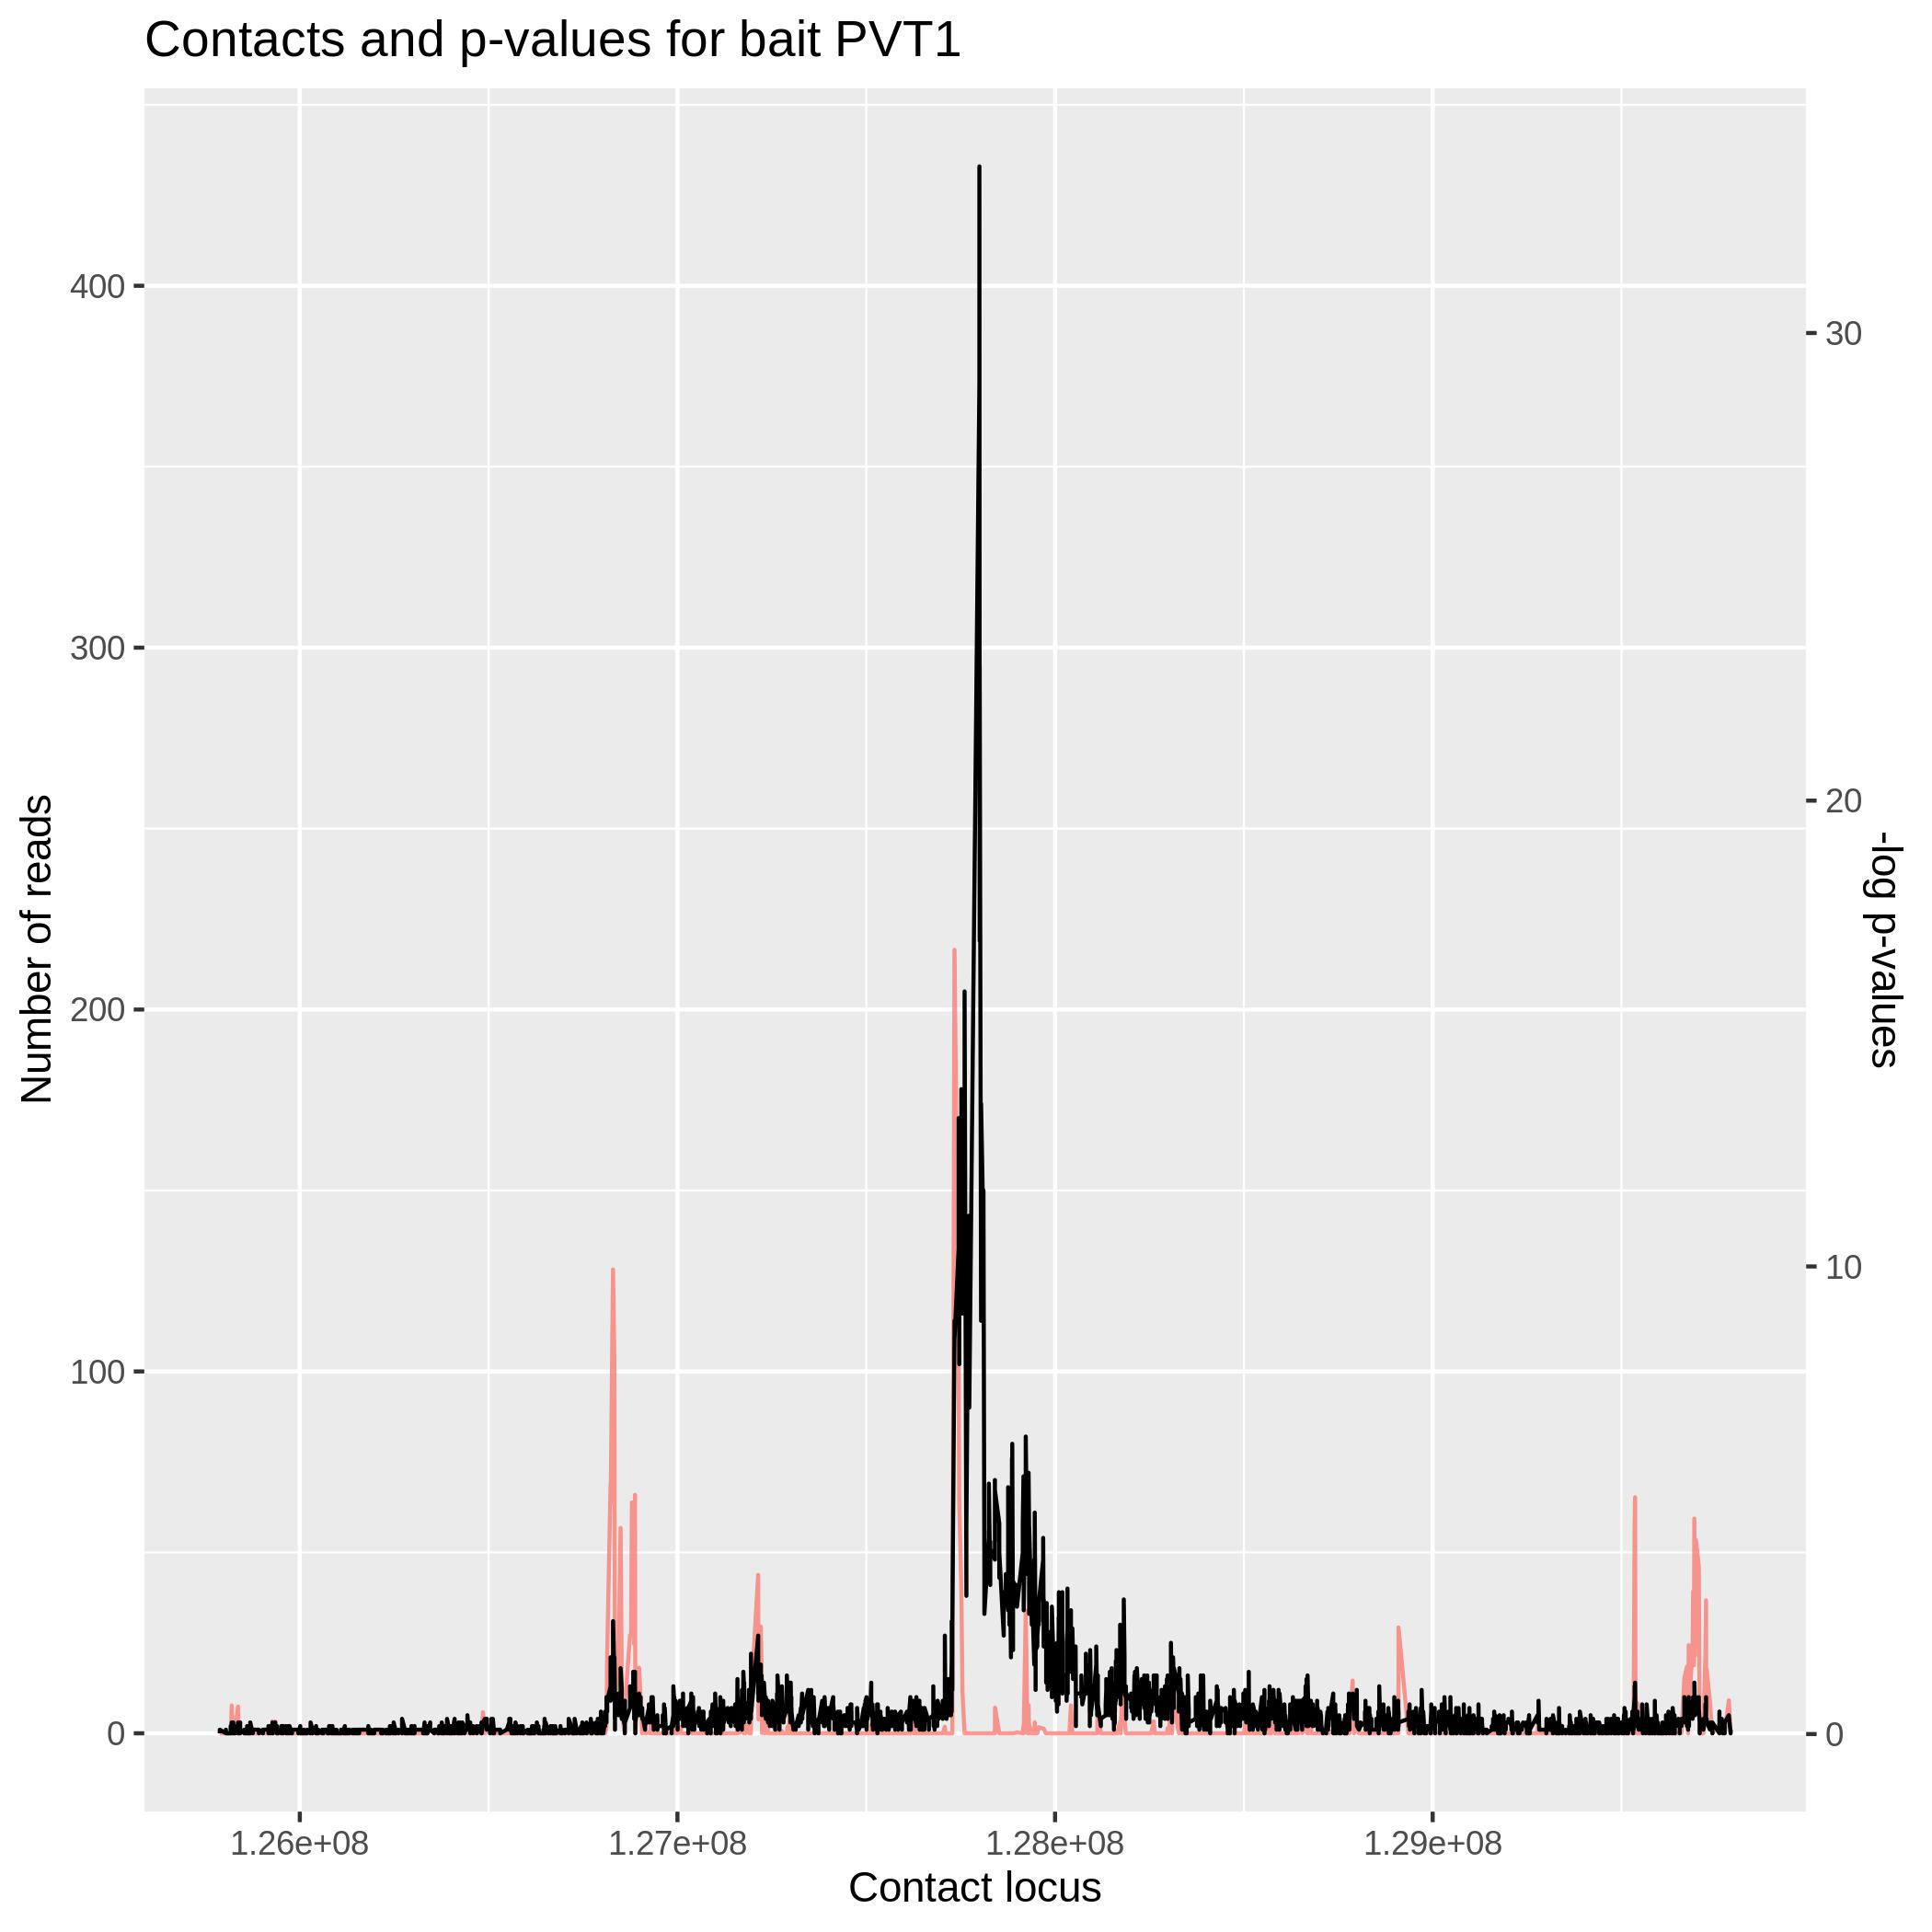 Contacts and p-values for bait PVT1
400
300
200
100
0
Number of reads
30
20
10
0
-log p-values
1.26e+08
1.27e+08
1.28e+08
1.29e+08
Contact locus